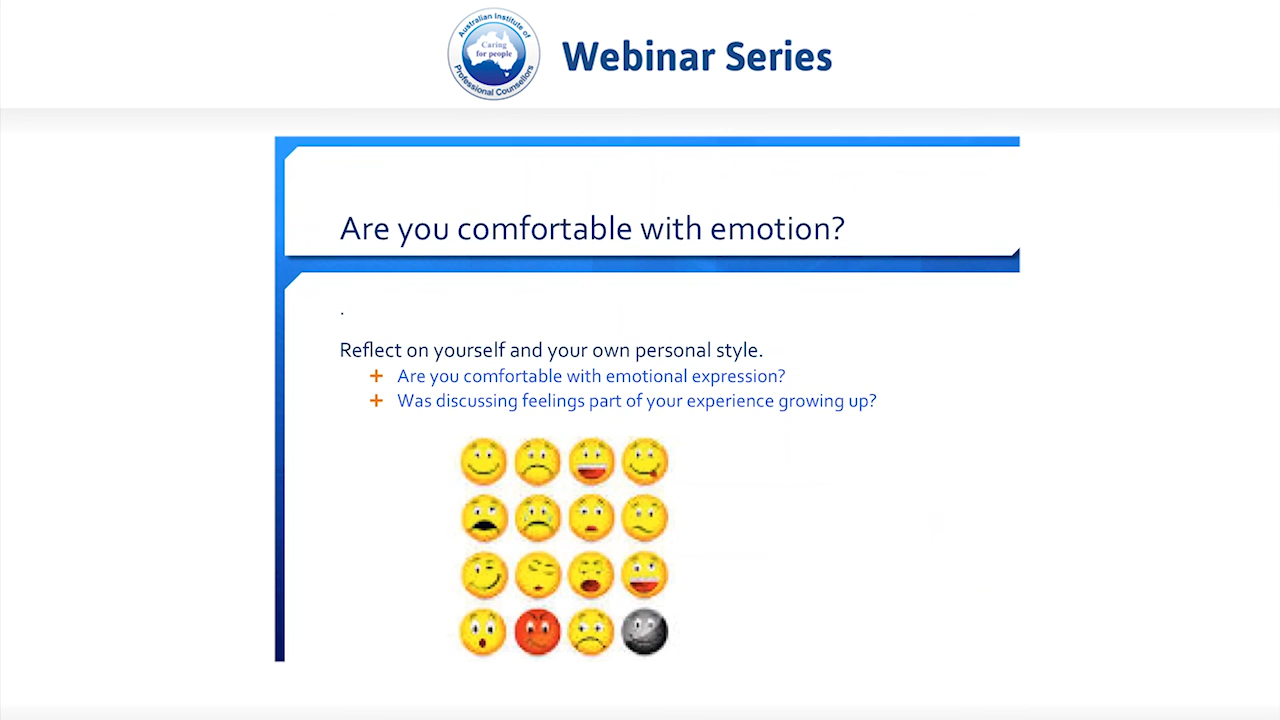 Australian Institute of
Caring
for people
Professional Counsellors
Webinar Series
Are you comfortable with emotion?
.
Reflect on yourself and your own personal style.
+ Are you comfortable with emotional expression?
+ Was discussing feelings part of your experience growing up?